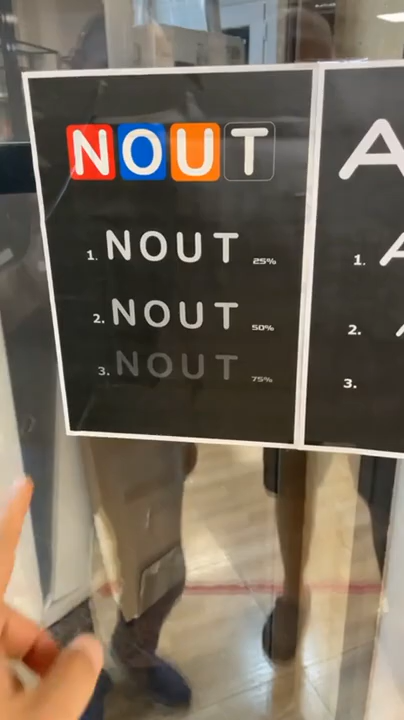 NOUT
1. NOUT 25%
2. NOUT 50%
3. NOUT 75%
A
1. A
2.
3.